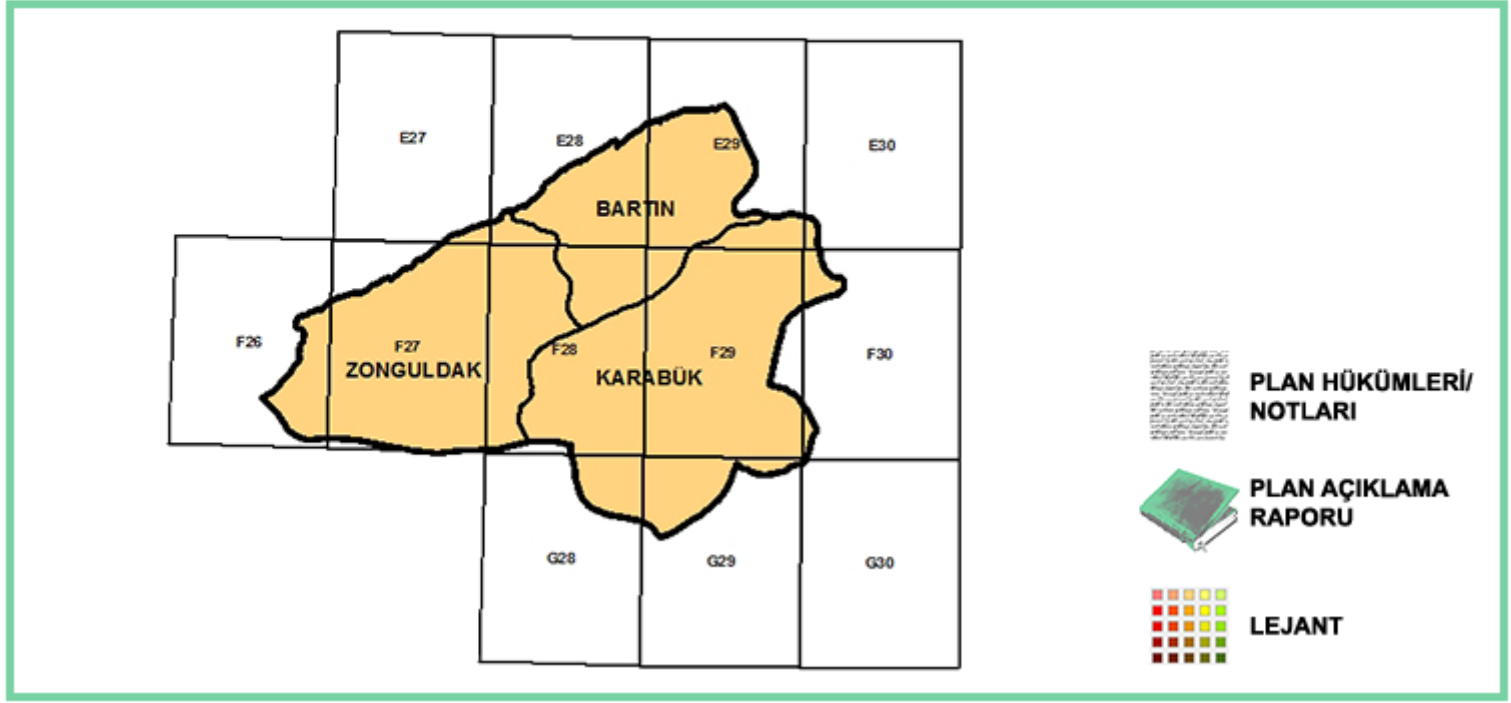 E27
E28
E29
E30
BARTIN
F26
F27
F28
F29
F30
ZONGULDAK
KARABÜK
G28
G29
G30
PLAN HÜKÜMLERİ/
NOTLARI
PLAN AÇIKLAMA
RAPORU
LEJANT